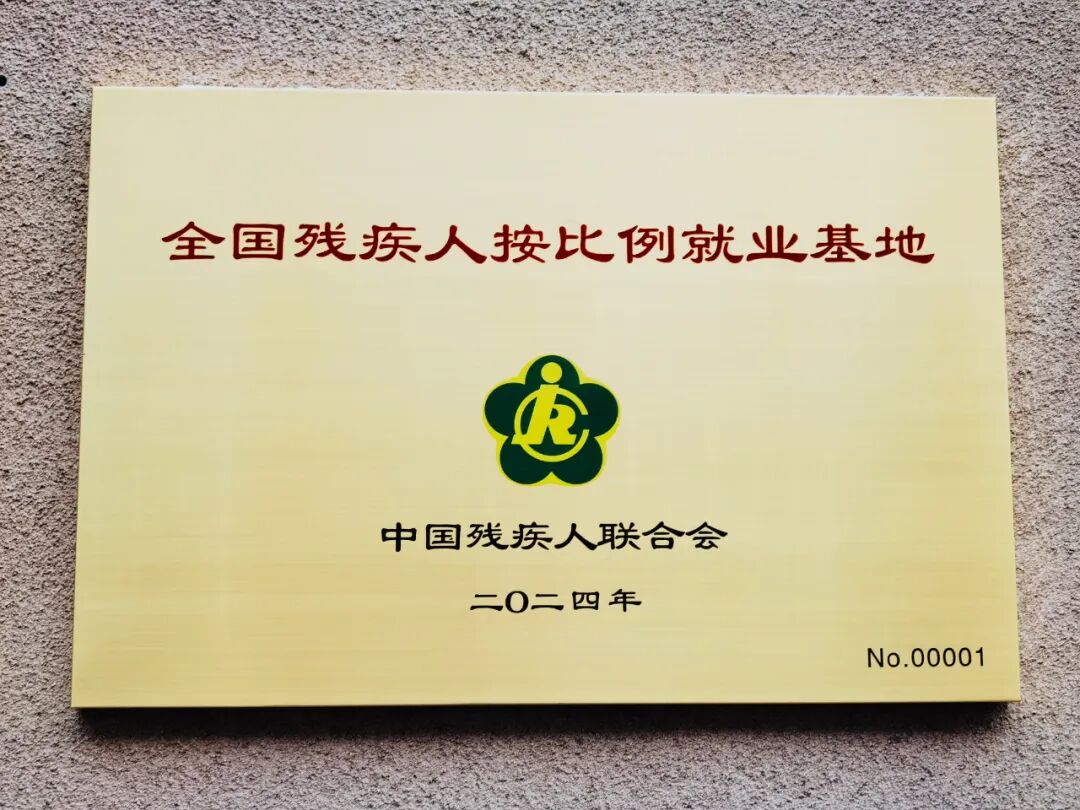 全国残疾人按比例就业基地
中国残疾人联合会
二〇二四年
No.00001